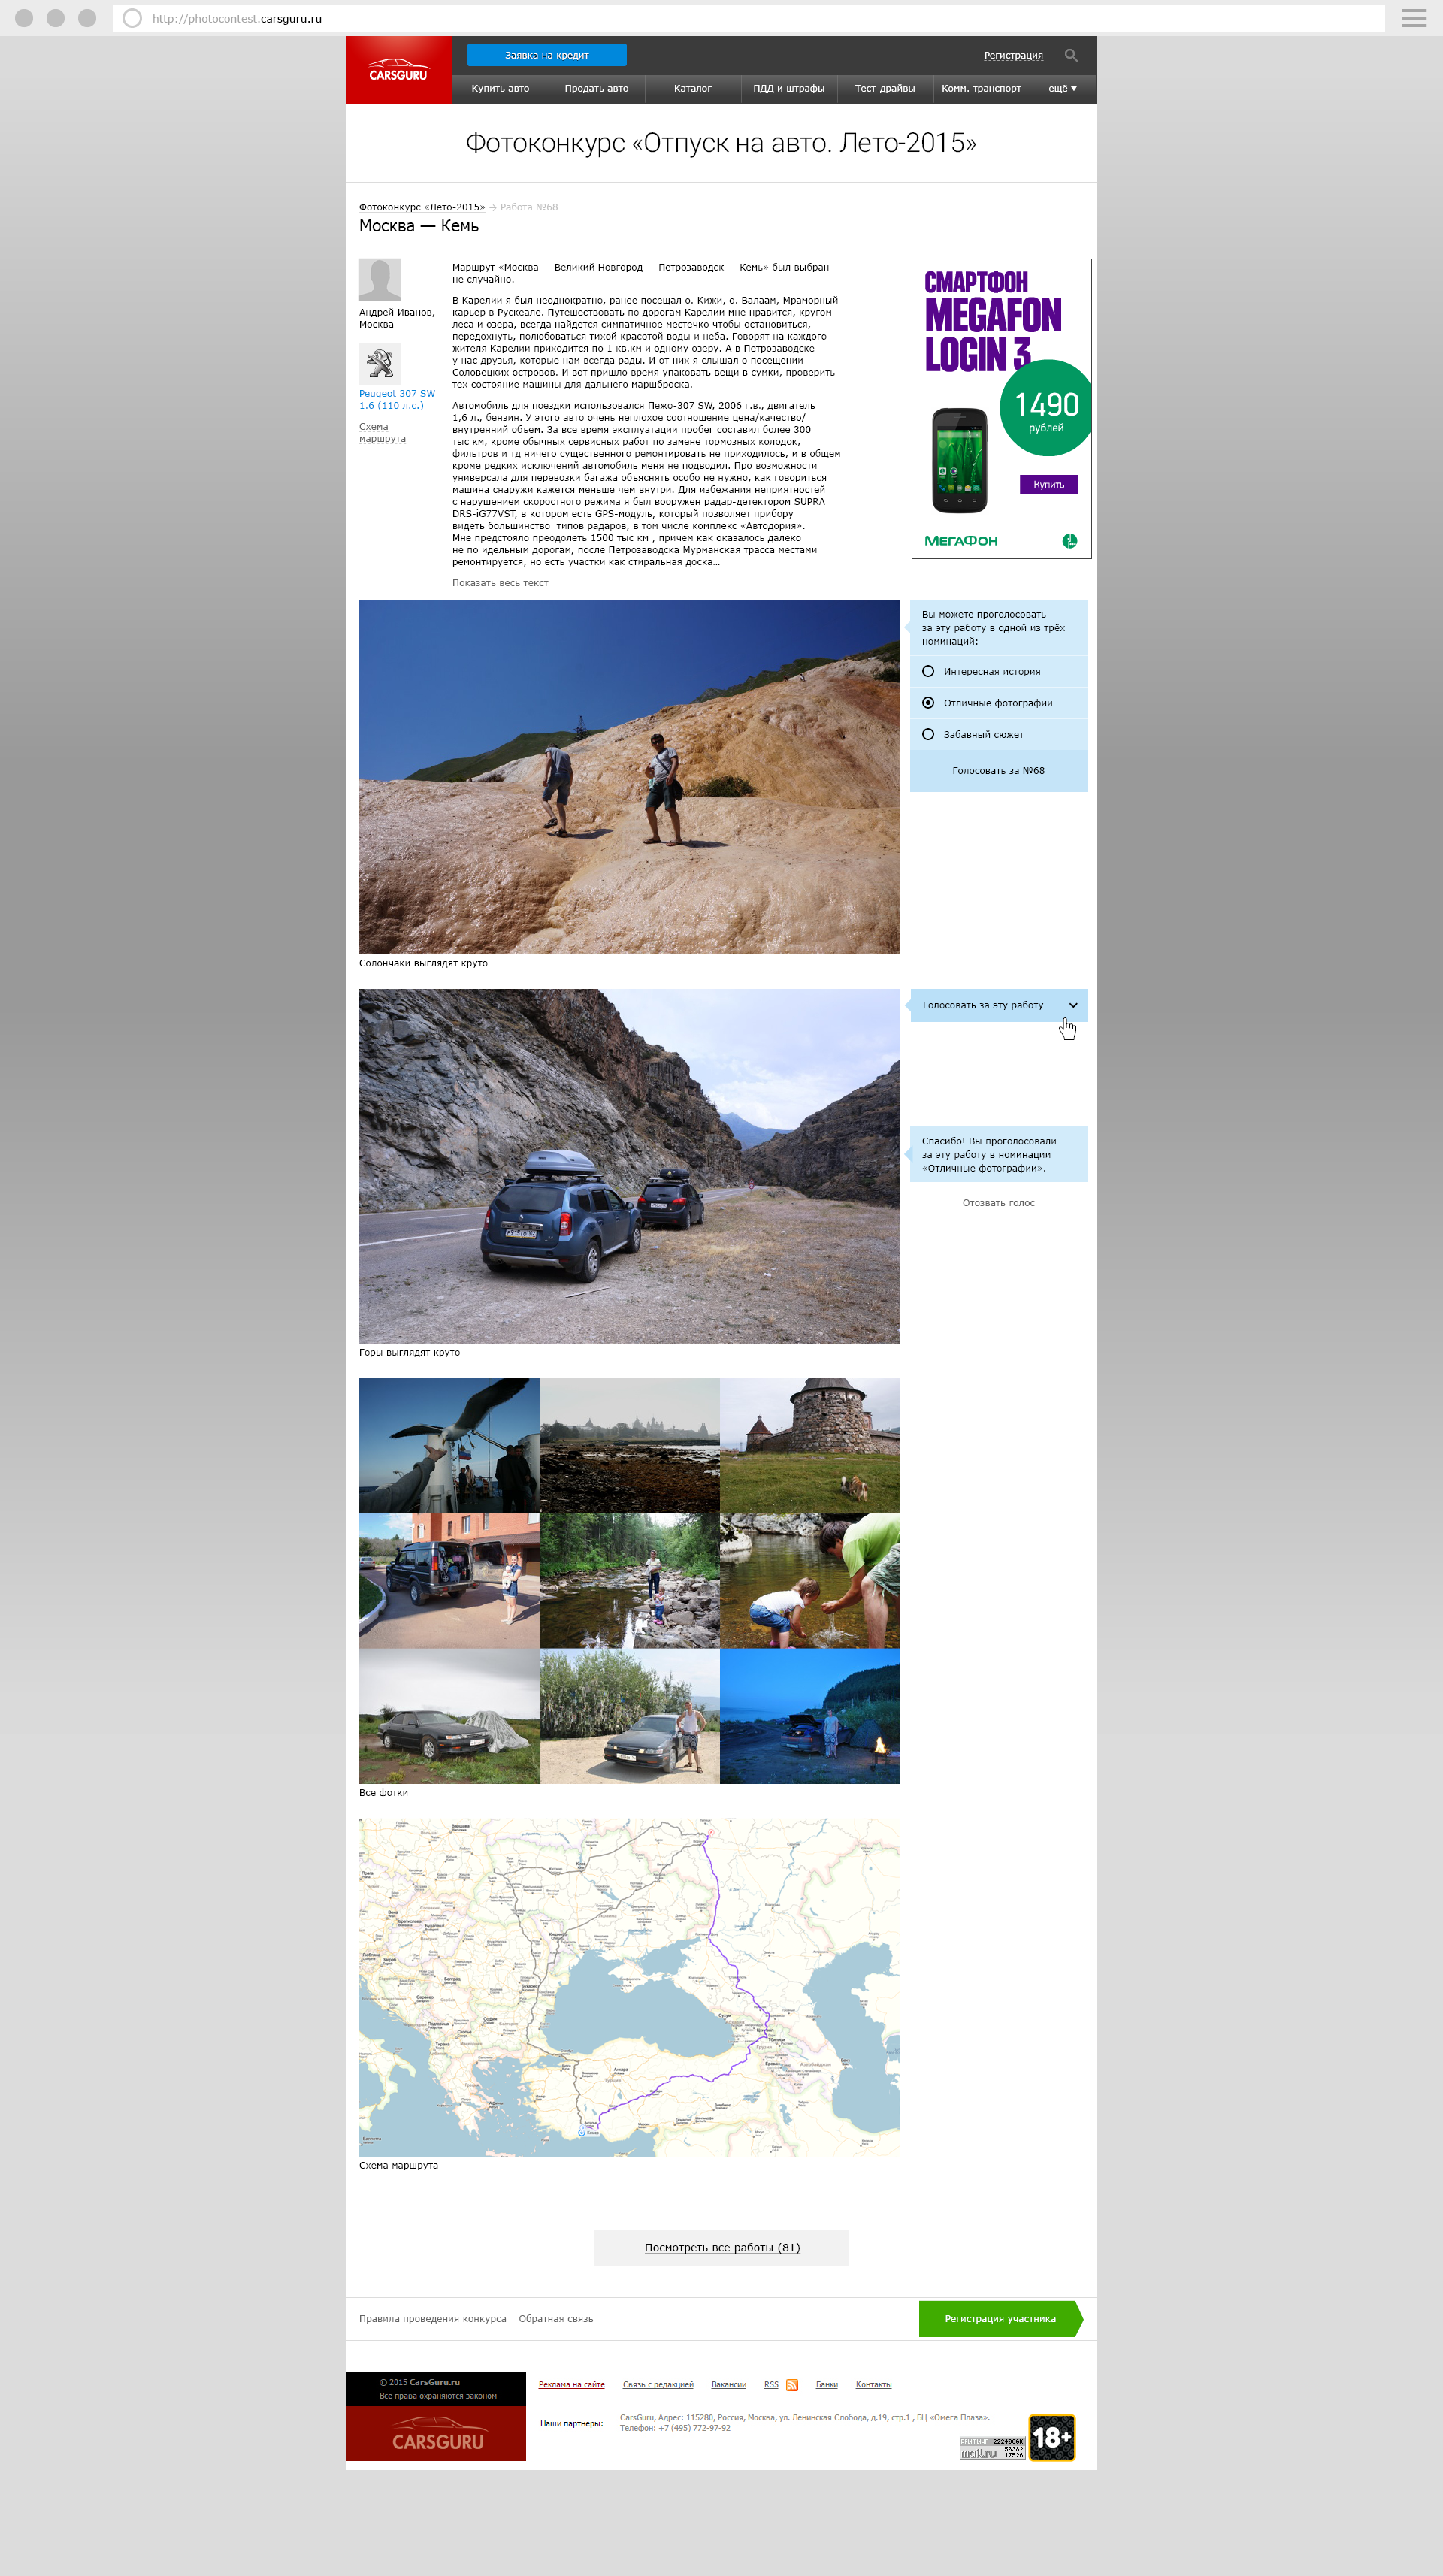 http://photocontest.carsguru.ru
CARSGURU
Заявка на кредит
Регистрация
Купить авто
Продать авто
Каталог
ПДД и штрафы
Тест-драйвы
Комм. транспорт
ещё
Фотоконкурс «Отпуск на авто. Лето-2015»
Фотоконкурс «Лето-2015» → Работа №68
Москва — Кемь
Андрей Иванов,
Москва
Peugeot 307 SW
1.6 (110 л.с.)
Схема
маршрута
Маршрут «Москва — Великий Новгород — Петрозаводск — Кемь» был выбран
не случайно.
В Карелии я был неоднократно, ранее посещал о. Кижи, о. Валаам, Мраморный
карьер в Рускеале. Путешествовать по дорогам Карелии мне нравится, кругом
леса и озера, всегда найдется симпатичное местечко чтобы остановиться,
передохнуть, полюбоваться тихой красотой воды и неба. Говорят на каждого
жителя Карелии приходится по 1 кв.км и одному озеру. А в Петрозаводске
у нас друзья, которые нам всегда рады. И от них я слышал о посещении
Соловецких островов. И вот пришло время упаковать вещи в сумки, проверить
тех состояние машины для дальнего маршброска.
Автомобиль для поездки использовался Пежо-307 SW, 2006 г.в., двигатель
1,6 л., бензин. У этого авто очень неплохое соотношение цена/качество/
внутренний объем. За все время эксплуатации пробег составил более 300
тыс км, кроме обычных сервисных работ по замене тормозных колодок,
фильтров и тд ничего существенного ремонтировать не приходилось, и в общем
кроме редких исключений автомобиль меня не подводил. Про возможности
универсала для перевозки багажа объяснять особо не нужно, как говориться
машина снаружи кажется меньше чем внутри. Для избежания неприятностей
с нарушением скоростного режима я был вооружен радар-детектором SUPRA
DRS-iG77VST, в котором есть GPS-модуль, который позволяет прибору
видеть большинство типов радаров, в том числе комплекс «Автодория».
Мне предстояло преодолеть 1500 тыс км , причем как оказалось далеко
не по идельным дорогам, после Петрозаводска Мурманская трасса местами
ремонтируется, но есть участки как стиральная доска…
Показать весь текст
СМАРТФОН
MEGAFON
LOGIN 3
1490
рублей
Купить
МЕГАФОН
Вы можете проголосовать
за эту работу в одной из трёх
номинаций:
Интересная история
Отличные фотографии
Забавный сюжет
Голосовать за №68
Солончаки выглядят круто
Голосовать за эту работу
Спасибо! Вы проголосовали
за эту работу в номинации
«Отличные фотографии».
Отозвать голос
Горы выглядят круто
Все фотки
Схема маршрута
Посмотреть все работы (81)
Правила проведения конкурса
Обратная связь
Регистрация участника
© 2015 CarsGuru.ru
Все права охраняются законом
CARSGURU
Реклама на сайте
Связь с редакцией
Вакансии
RSS
Банки
Контакты
Наши партнеры:
CarsGuru, Адрес: 115280, Россия, Москва, ул. Ленинская Слобода, д.19, стр.1 , БЦ «Омега Плаза».
Телефон: +7 (495) 772-97-92
РЕЙТИНГ 2224986K
mail.ru 156382
17526
18+